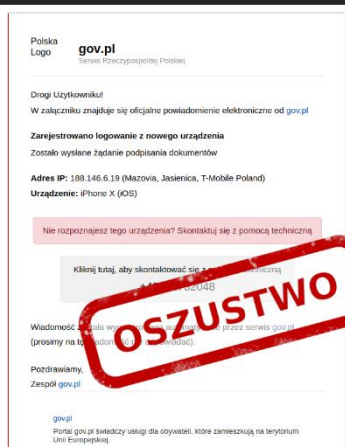 Polska
Logo
gov.pl
Serwis Rzeczypospolitej Polskiej
Drogi Użytkowniku!
W załączniku znajduje się oficjalne powiadomienie elektroniczne od gov.pl
Zarejestrowano logowanie z nowego urządzenia
Zostało wysłane żądanie podpisania dokumentów
Adres IP: 188.146.6.19 (Mazovia, Jasienica, T-Mobile Poland)
Urządzenie: iPhone X (iOS)
Nie rozpoznajesz tego urządzenia? Skontaktuj się z pomocą techniczną
Kliknij tutaj, aby skontaktować się z techniczną
2048
OSZUSTWO
Wiadomość automatycznie przez serwis gov.pl
(prosimy na
Pozdrawiamy,
Zespół gov.pl
gov.pl
Portal gov.pl świadczy usługi dla obywateli, które zamieszkują na terytorium
Unii Europejskiej.